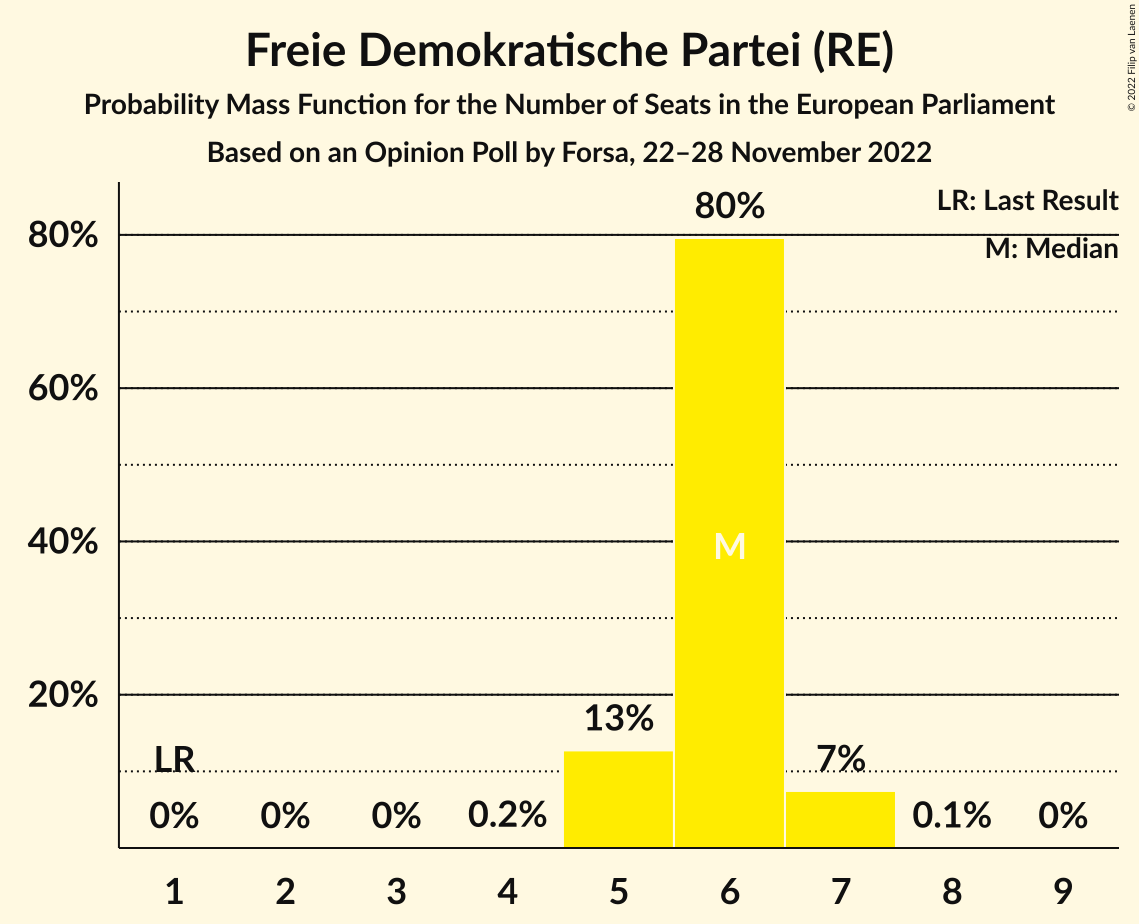 Freie Demokratische Partei (RE)
Probability Mass Function for the Number of Seats in the European Parliament
Based on an Opinion Poll by Forsa, 22–28 November 2022
© 2022 Filip van Laenen
LR: Last Result
M: Median
80%
60%
40%
20%
LR
0%
0%
0%
0.2%
13%
80%
M
7%
0.1%
0%
1 2 3 4 5 6 7 8 9